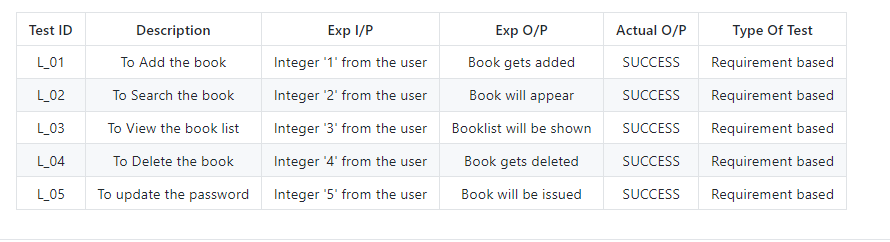 Test ID Description Exp I/P Exp O/P Actual O/P Type Of Test
L_01 To Add the book Integer '1' from the user Book gets added SUCCESS Requirement based
L_02 To Search the book Integer '2' from the user Book will appear SUCCESS Requirement based
L_03 To View the book list Integer '3' from the user Booklist will be shown SUCCESS Requirement based
L_04 To Delete the book Integer '4' from the user Book gets deleted SUCCESS Requirement based
L_05 To update the password Integer '5' from the user Book will be issued SUCCESS Requirement based